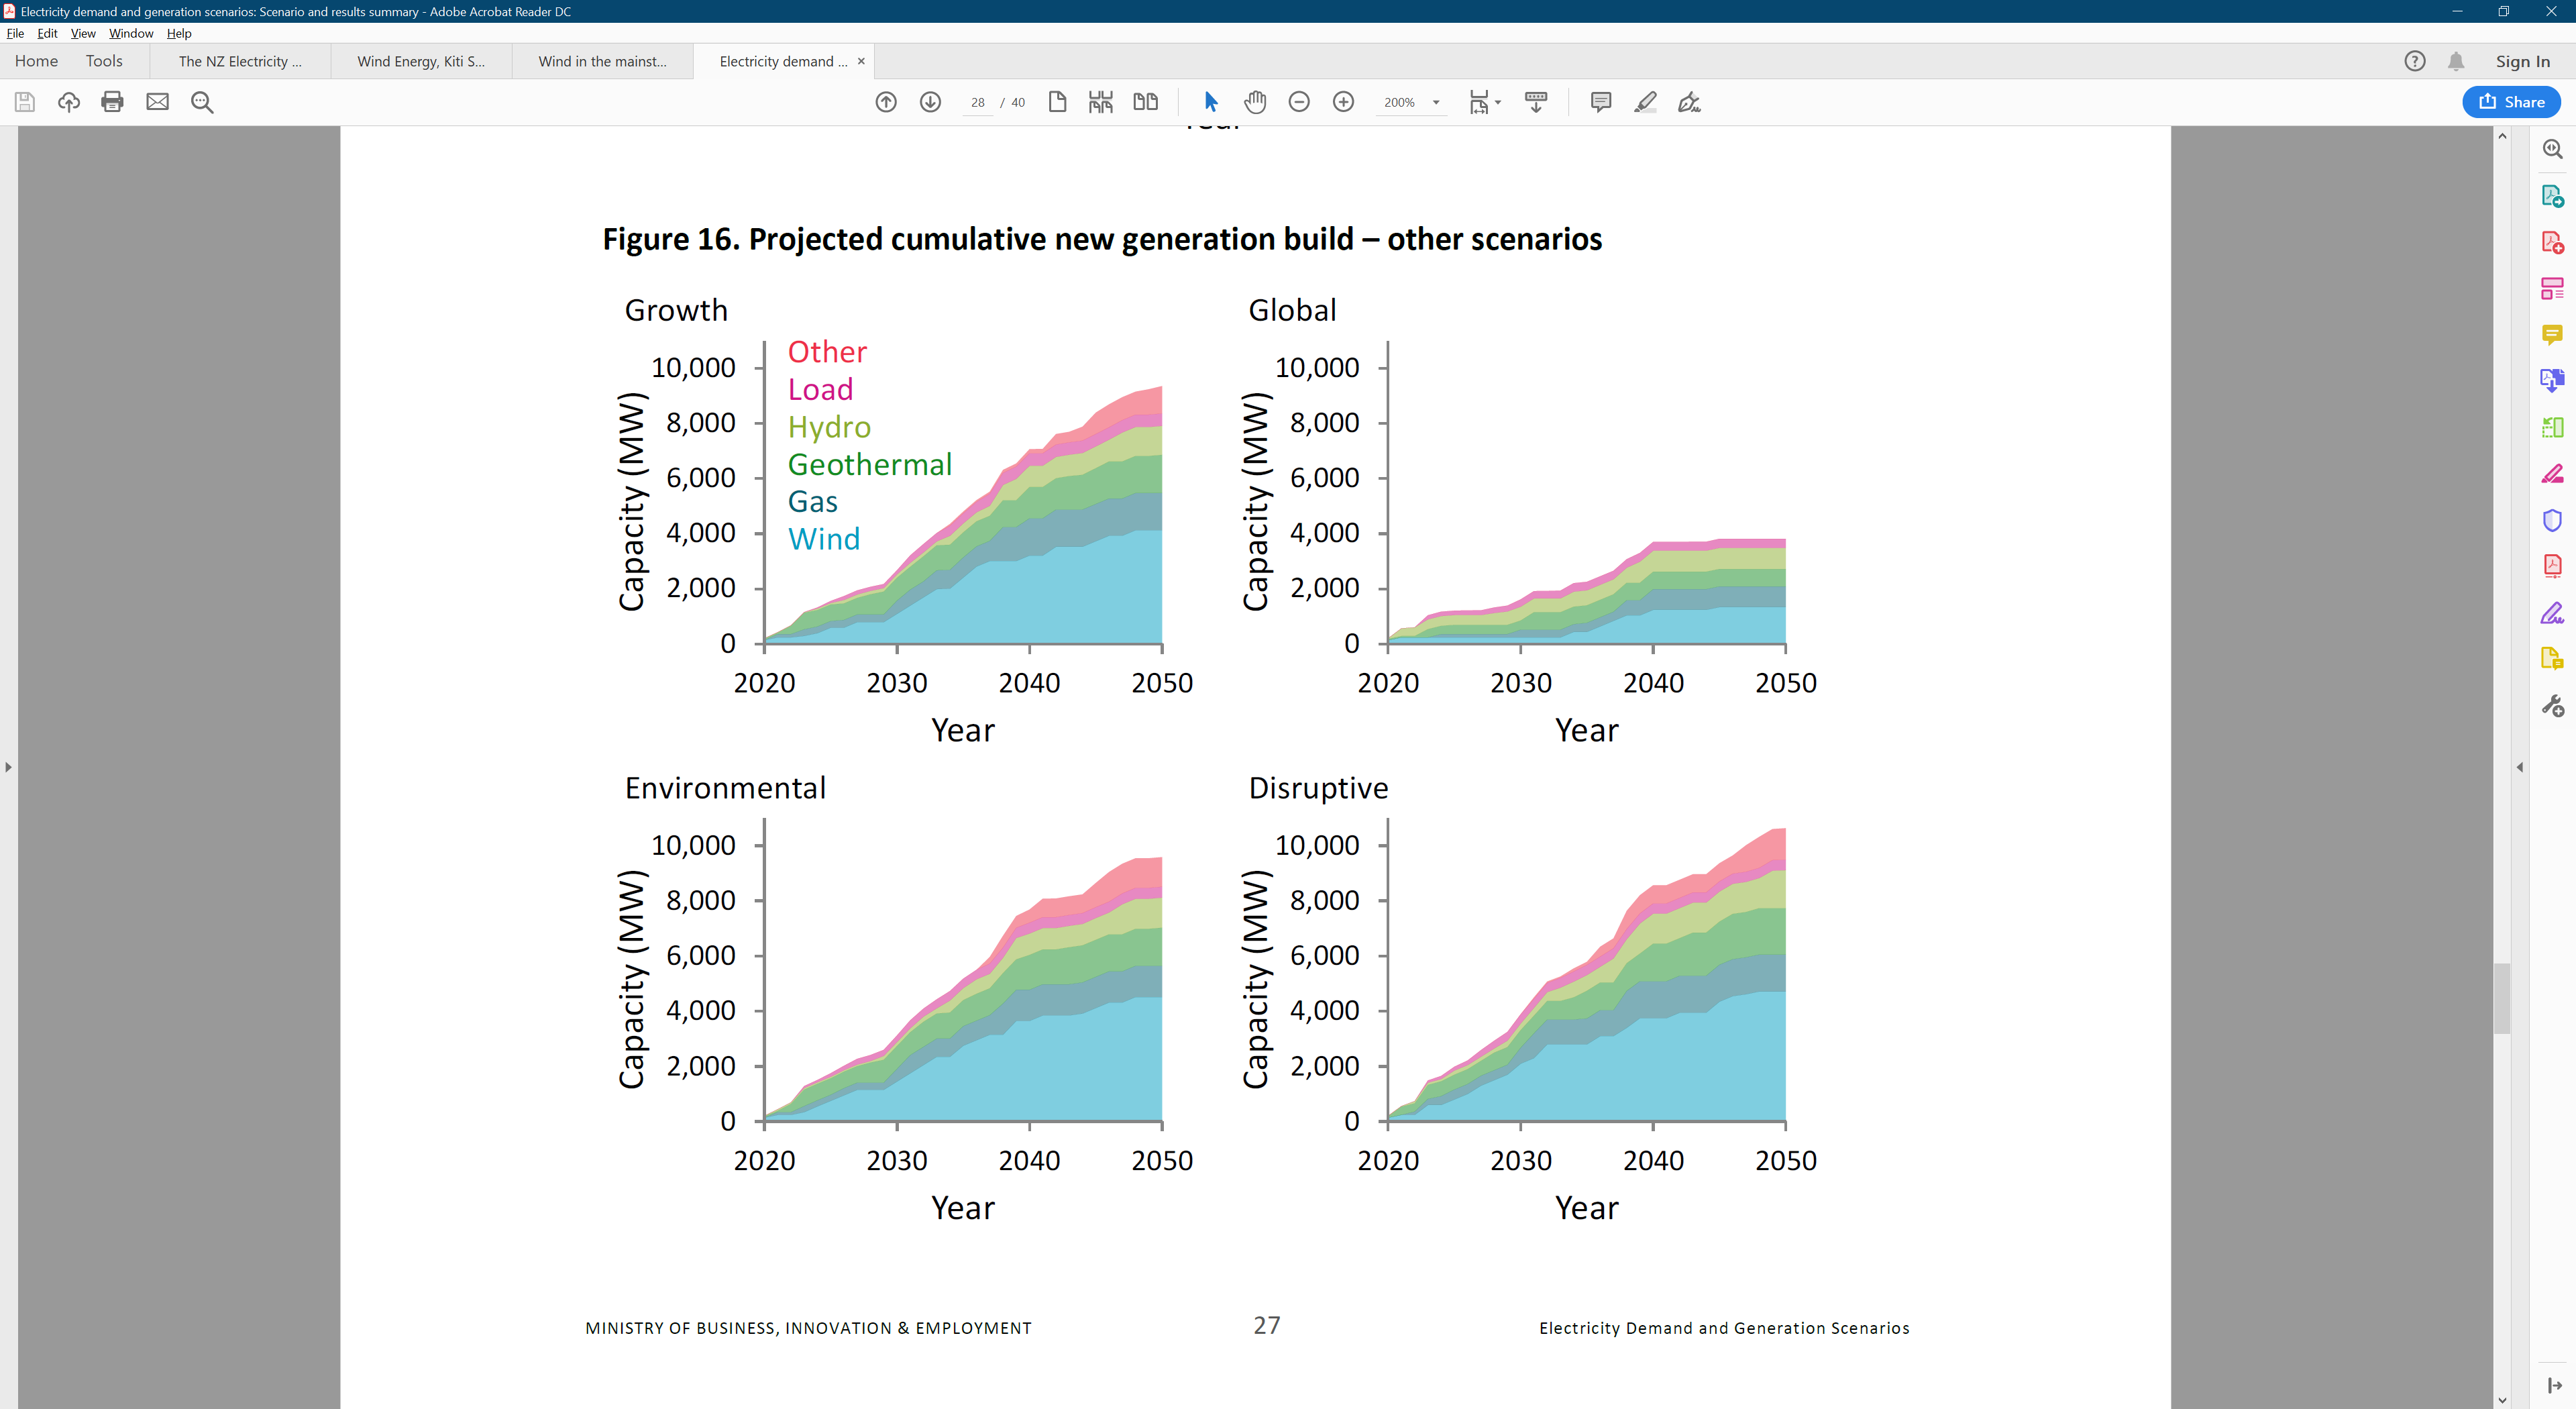 Electricity demand and generation scenarios: Scenario and results summary - Adobe Acrobat Reader DC
File Edit View Window Help
Home Tools The NZ Electricity ... Wind Energy, Kiti S... Wind in the mainst... Electricity demand ... × Sign In
28 / 40 200% Share
Year
Figure 16. Projected cumulative new generation build – other scenarios
Growth
Capacity (MW)
10,000
8,000
6,000
4,000
2,000
0
Other
Load
Hydro
Geothermal
Gas
Wind
2020 2030 2040 2050
Year
Global
Capacity (MW)
10,000
8,000
6,000
4,000
2,000
0
2020 2030 2040 2050
Year
Environmental
Capacity (MW)
10,000
8,000
6,000
4,000
2,000
0
2020 2030 2040 2050
Year
Disruptive
Capacity (MW)
10,000
8,000
6,000
4,000
2,000
0
2020 2030 2040 2050
Year
MINISTRY OF BUSINESS, INNOVATION & EMPLOYMENT 27 Electricity Demand and Generation Scenarios